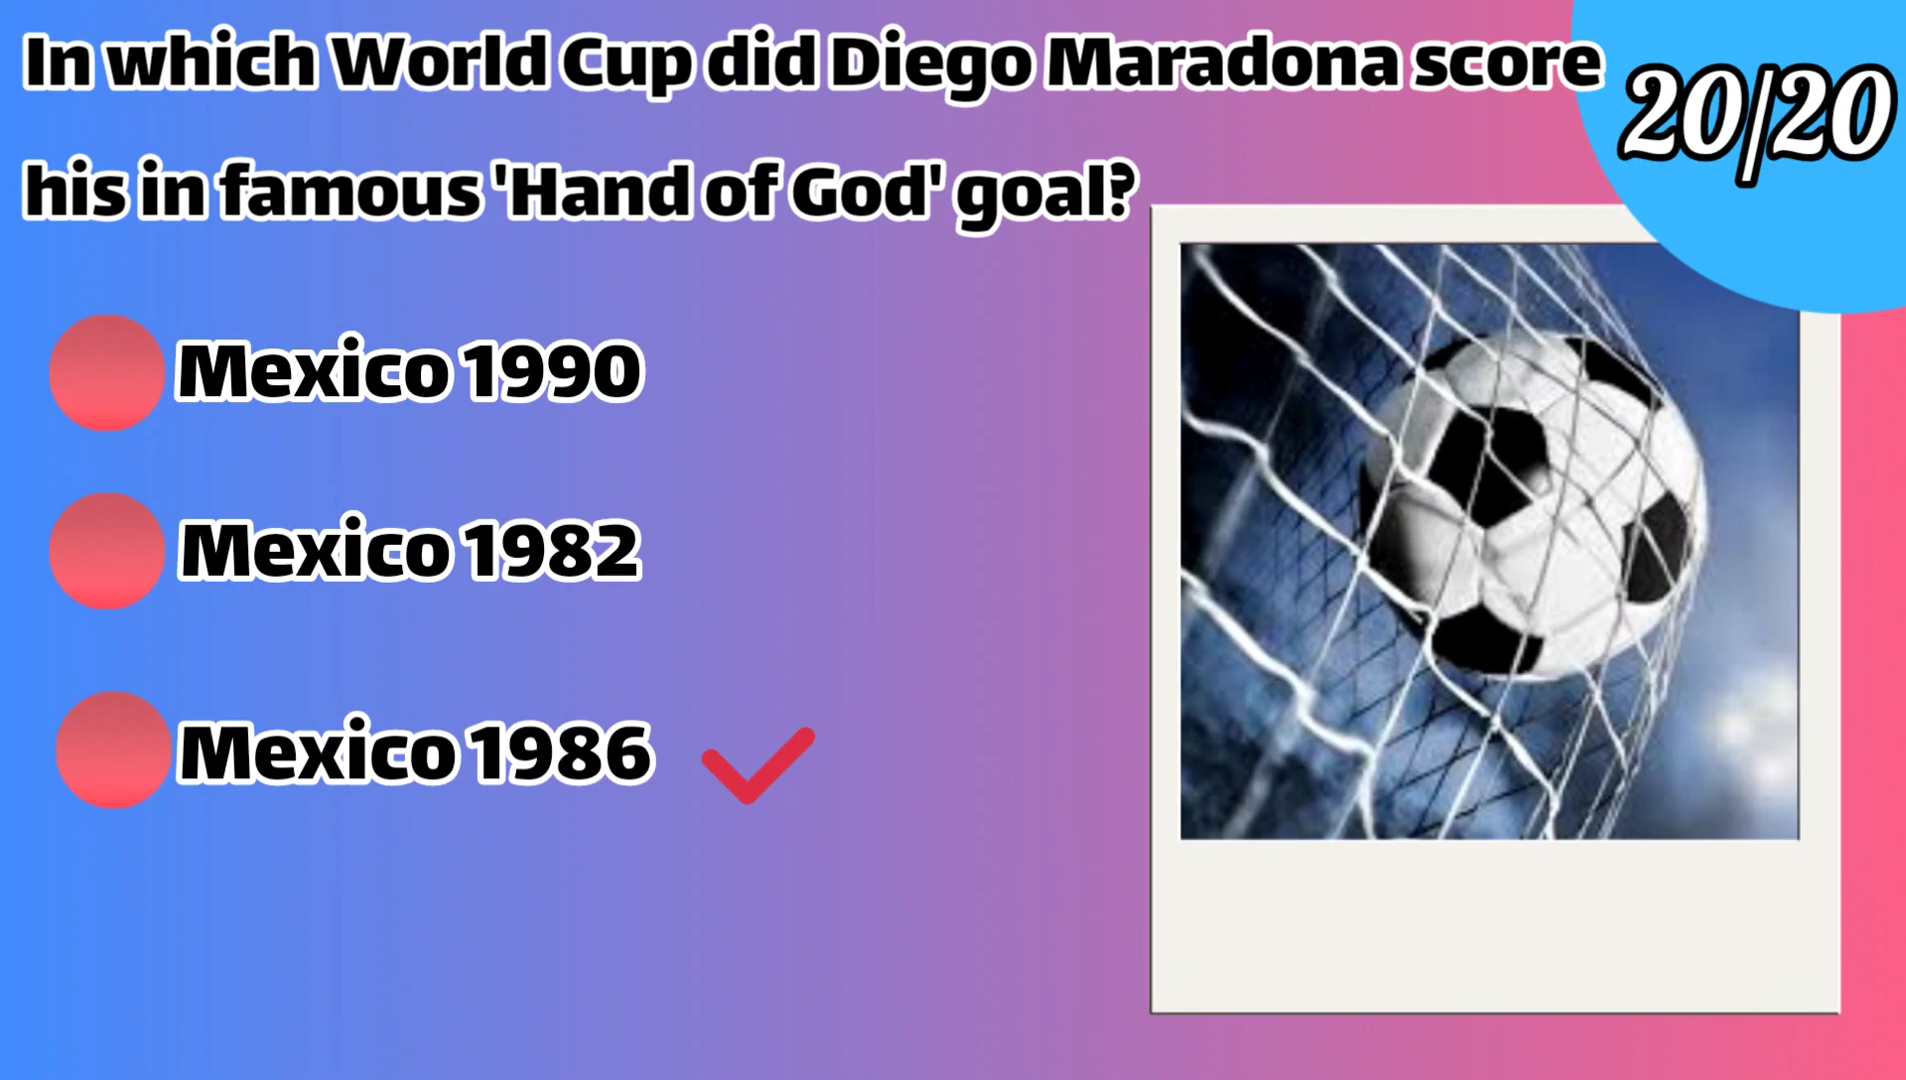 In which World Cup did Diego Maradona score
his in famous 'Hand of God' goal?
20/20
Mexico 1990
Mexico 1982
Mexico 1986